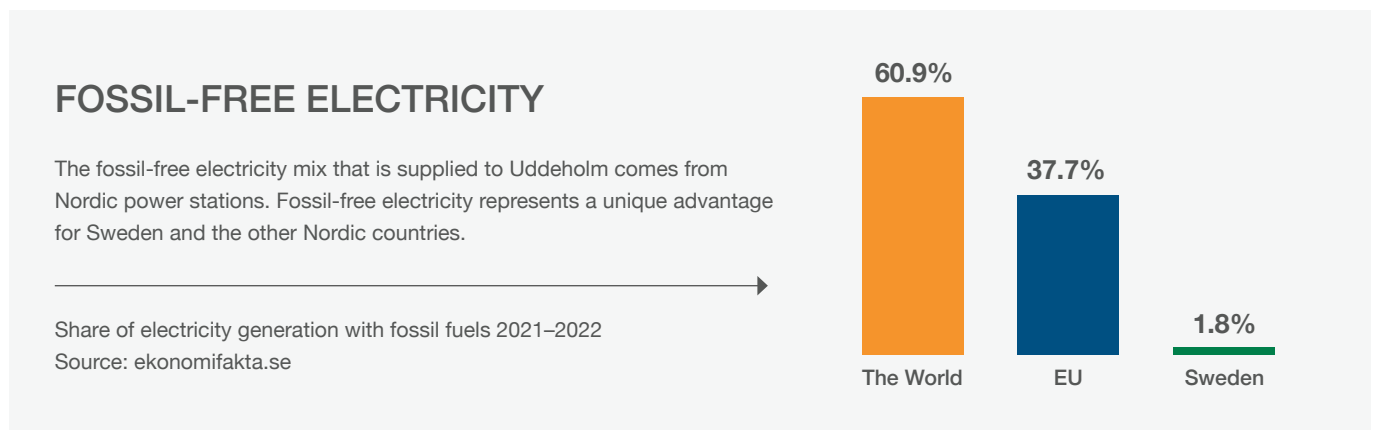 FOSSIL-FREE ELECTRICITY
The fossil-free electricity mix that is supplied to Uddeholm comes from
Nordic power stations. Fossil-free electricity represents a unique advantage
for Sweden and the other Nordic countries.
Share of electricity generation with fossil fuels 2021–2022
Source: ekonomifakta.se
60.9%
37.7%
1.8%
The World
EU
Sweden